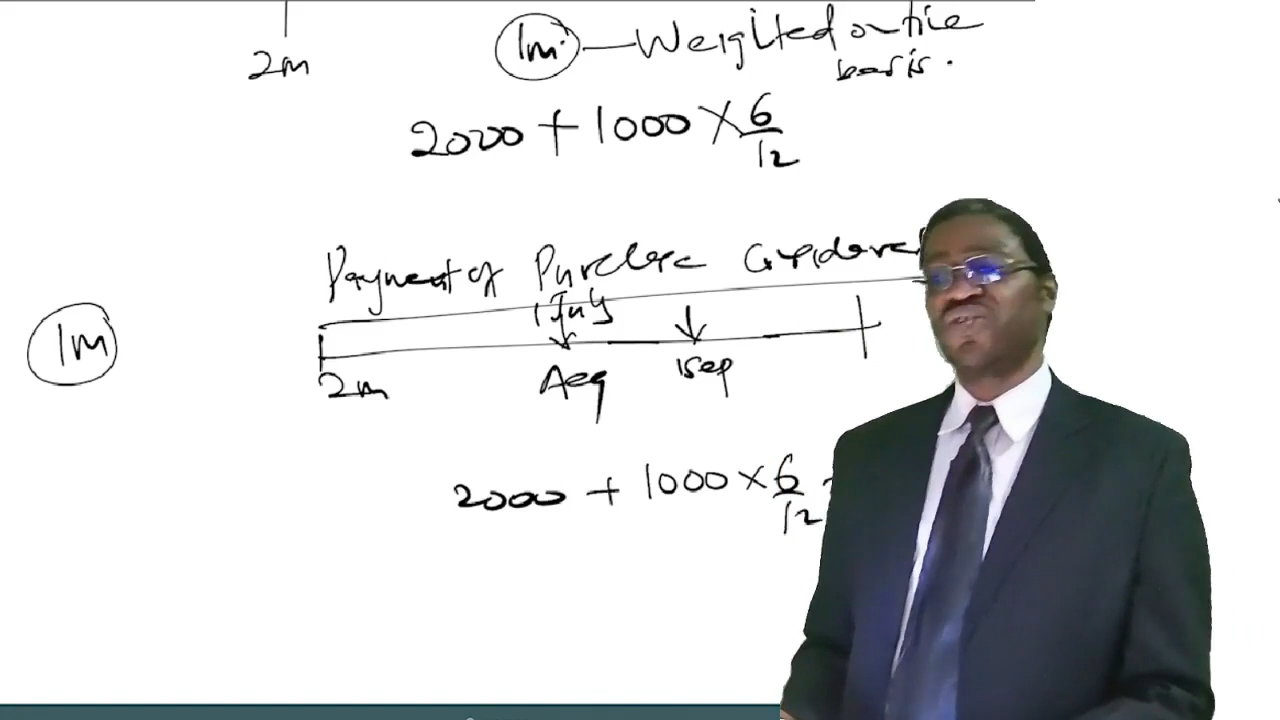 2m
1m — Weighted on time
basis.
2000 + 1000 × 6/12
Payment of Purchase
1 July
1m
2m
Acq
1 Sep
2000 + 1000 × 6/12